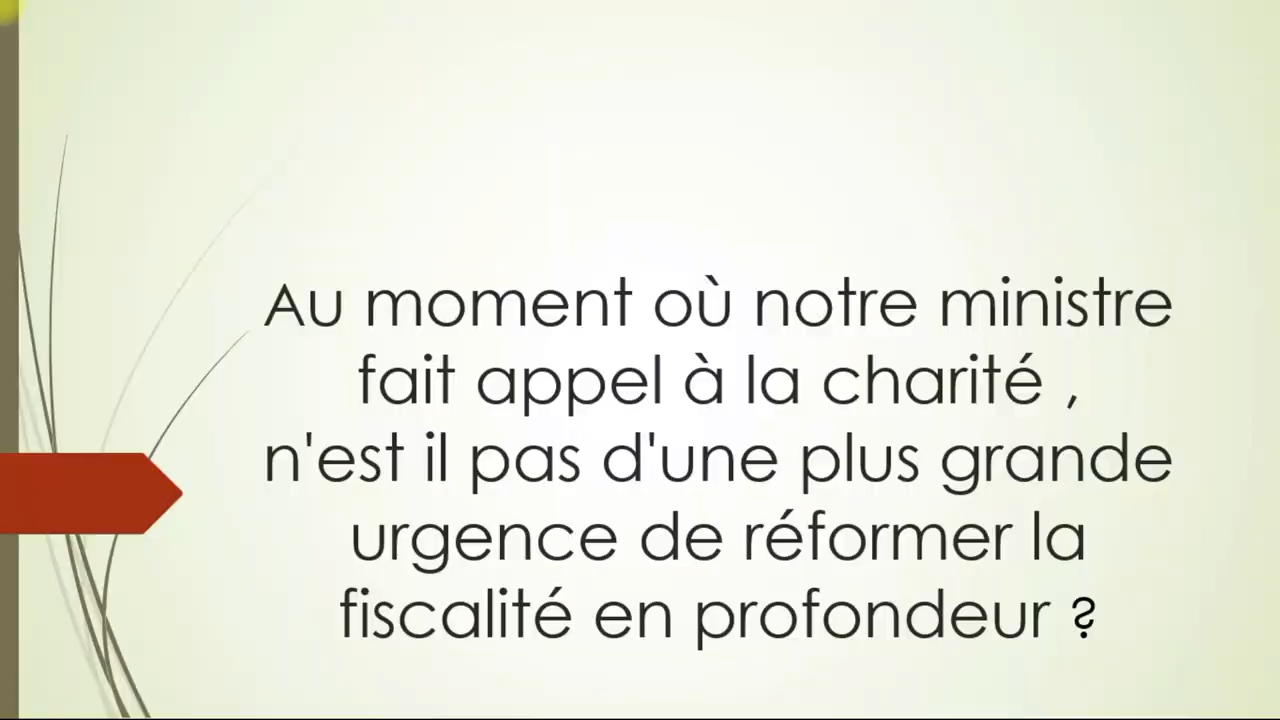 Au moment où notre ministre
fait appel à la charité ,
n'est il pas d'une plus grande
urgence de réformer la
fiscalité en profondeur ?